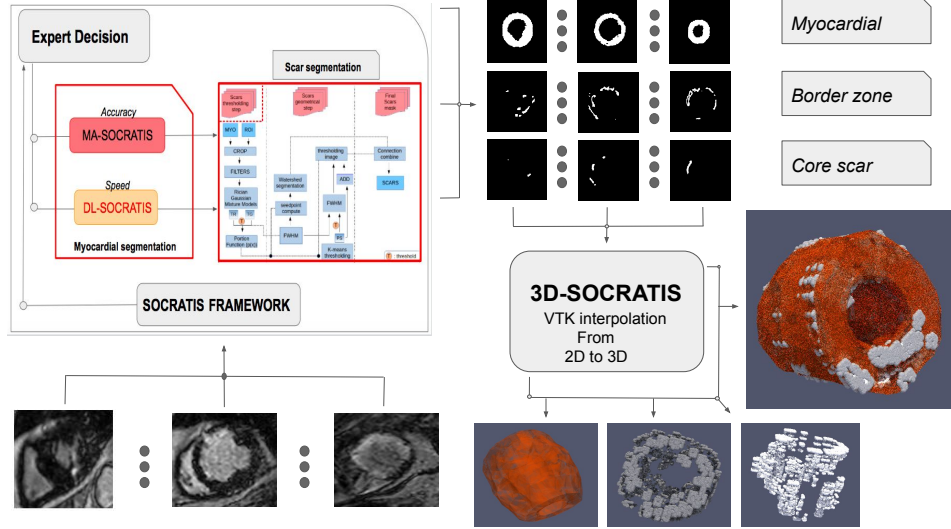 Expert Decision
Accuracy
MA-SOCRATIS
Speed
DL-SOCRATIS
Myocardial segmentation
SOCRATIS FRAMEWORK
Scar segmentation
Scars
thresholding
step
Scars
geometrical
step
Final
Scars
mask
MYO
ROI
CROP
FILTERS
Rician
Gaussian
Mixture Models
Portion
Function (pixX)
Watershed
segmentation
seedpoint
compute
FWHM
thresholding
image
ADD
FWHM
K-means
thresholding
Connection
combine
SCARS
T
threshold
Myocardial
Border zone
Core scar
3D-SOCRATIS
VTK interpolation
From
2D to 3D